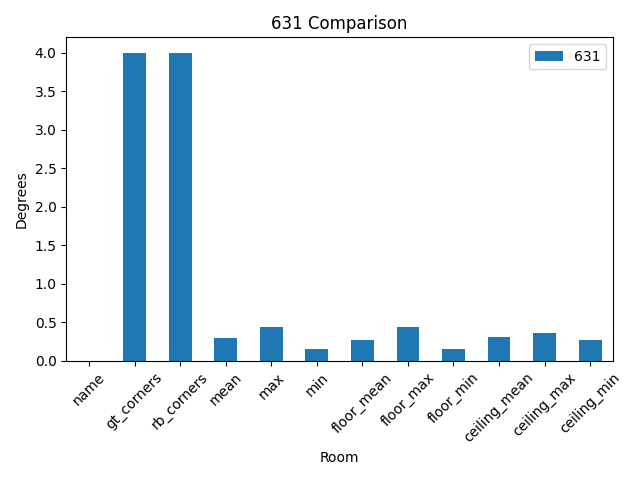 631 Comparison
631
Degrees
4.0
3.5
3.0
2.5
2.0
1.5
1.0
0.5
0.0
name
gt_corners
rb_corners
mean
max
min
floor_mean
floor_max
floor_min
ceiling_mean
ceiling_max
ceiling_min
Room